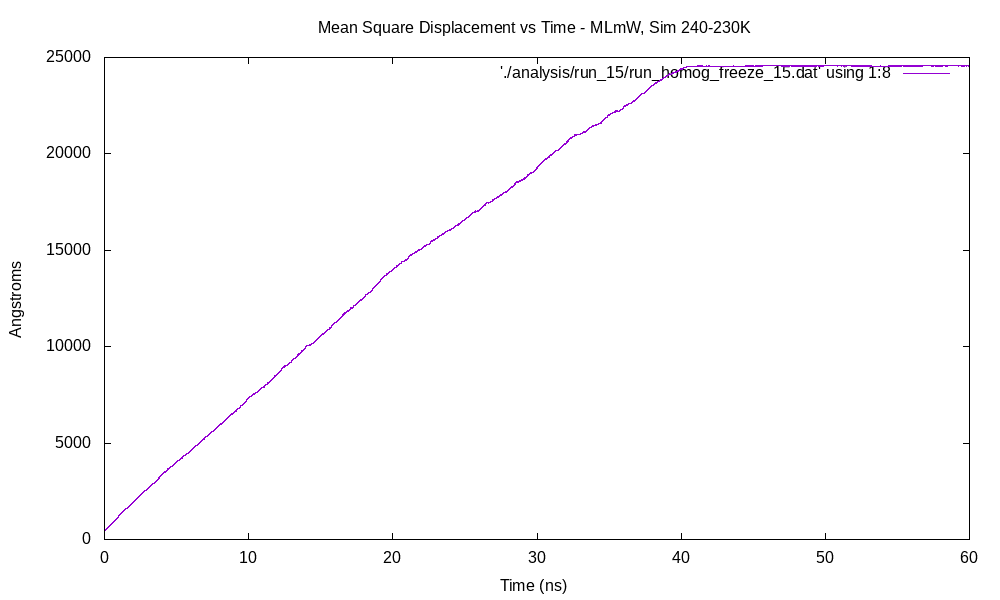 Mean Square Displacement vs Time - MLmW, Sim 240-230K
25000
'./analysis/run_15/run_homog_freeze_15.dat' using 1:8
20000
15000
Angstroms
10000
5000
0
0 10 20 30 40 50 60
Time (ns)